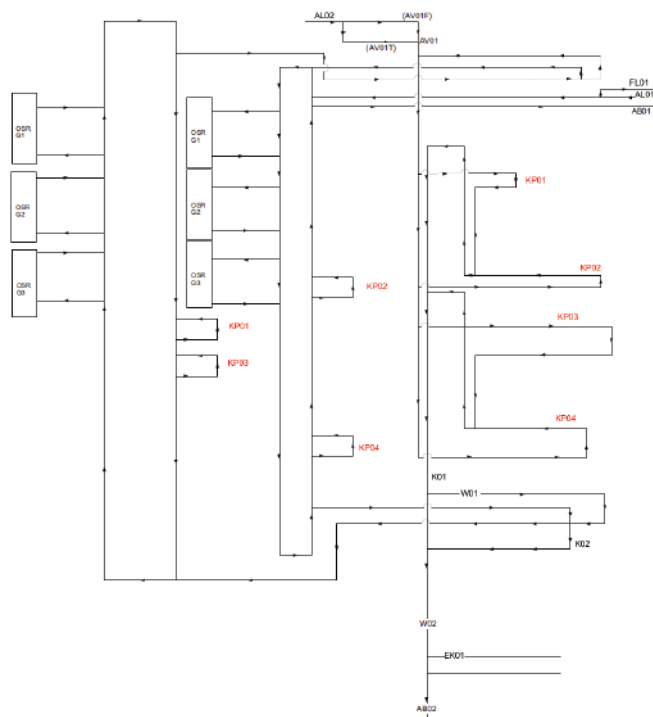 AL02
(AV01F)
AV01
(AV01T)
FL01
AL01
AB01
OSR
G1
OSR
G1
OSR
G2
OSR
G2
OSR
G3
OSR
G3
KP01
KP02
KP02
KP03
KP01
KP03
KP04
KP04
K01
W01
K02
W02
EK01
AB02